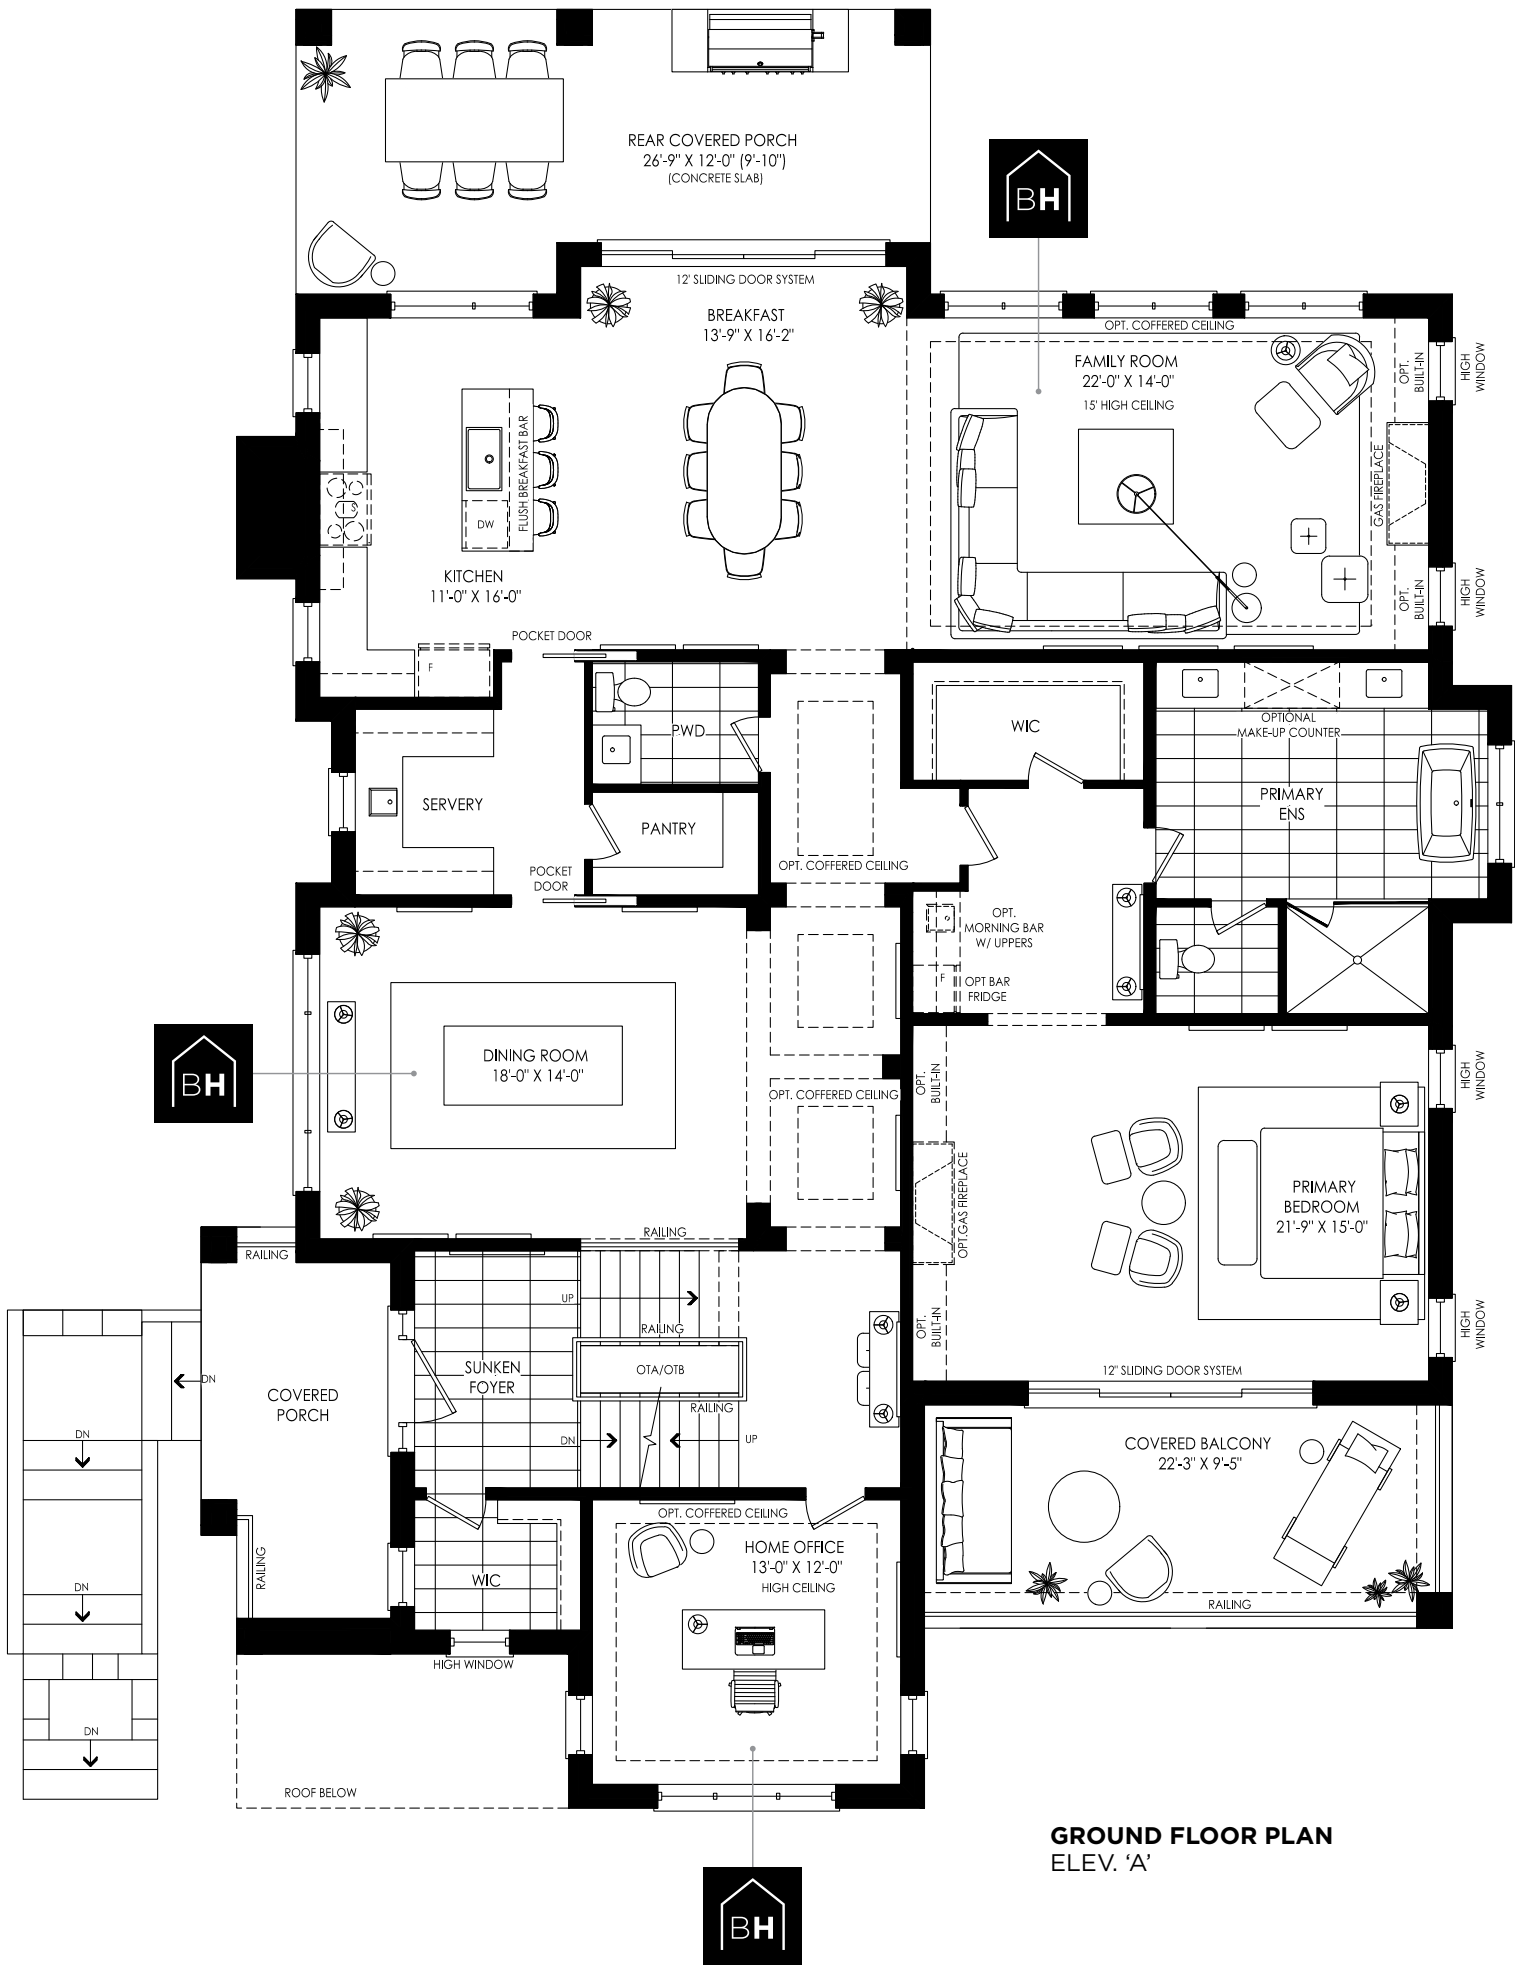 REAR COVERED PORCH
26'-9" X 12'-0" (9'-10")
(CONCRETE SLAB)
BH
12' SLIDING DOOR SYSTEM
BREAKFAST
13'-9" X 16'-2"
OPT. COFFERED CEILING
FAMILY ROOM
22'-0" X 14'-0"
15' HIGH CEILING
OPT.
BUILT-IN
HIGH
WINDOW
FLUSH BREAKFAST BAR
GAS FIREPLACE
S
DW
KITCHEN
11'-0" X 16'-0"
OPT.
BUILT-IN
HIGH
WINDOW
POCKET DOOR
F
PWD
WIC
OPTIONAL
MAKE-UP COUNTER
SERVERY
PANTRY
PRIMARY
ENS
OPT. COFFERED CEILING
POCKET
DOOR
OPT.
MORNING BAR
W/ UPPERS
F
OPT BAR
FRIDGE
BH
DINING ROOM
18'-0" X 14'-0"
OPT. COFFERED CEILING
OPT.
BUILT-IN
HIGH
WINDOW
OPT.GAS FIREPLACE
PRIMARY
BEDROOM
21'-9" X 15'-0"
RAILING
RAILING
UP
RAILING
OPT.
BUILT-IN
HIGH
WINDOW
SUNKEN
FOYER
OTA/OTB
12" SLIDING DOOR SYSTEM
DN
COVERED
PORCH
RAILING
DN
DN
UP
COVERED BALCONY
22'-3" X 9'-5"
OPT. COFFERED CEILING
HOME OFFICE
13'-0" X 12'-0"
HIGH CEILING
RAILING
WIC
DN
RAILING
HIGH WINDOW
DN
ROOF BELOW
GROUND FLOOR PLAN
ELEV. ‘A’
BH